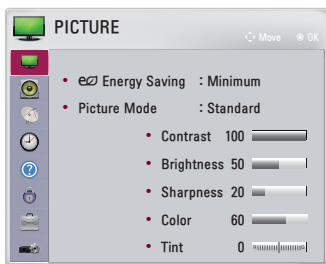 PICTURE
Move OK
Energy Saving : Minimum
Picture Mode : Standard
Contrast 100
Brightness 50
Sharpness 20
Color 60
Tint 0